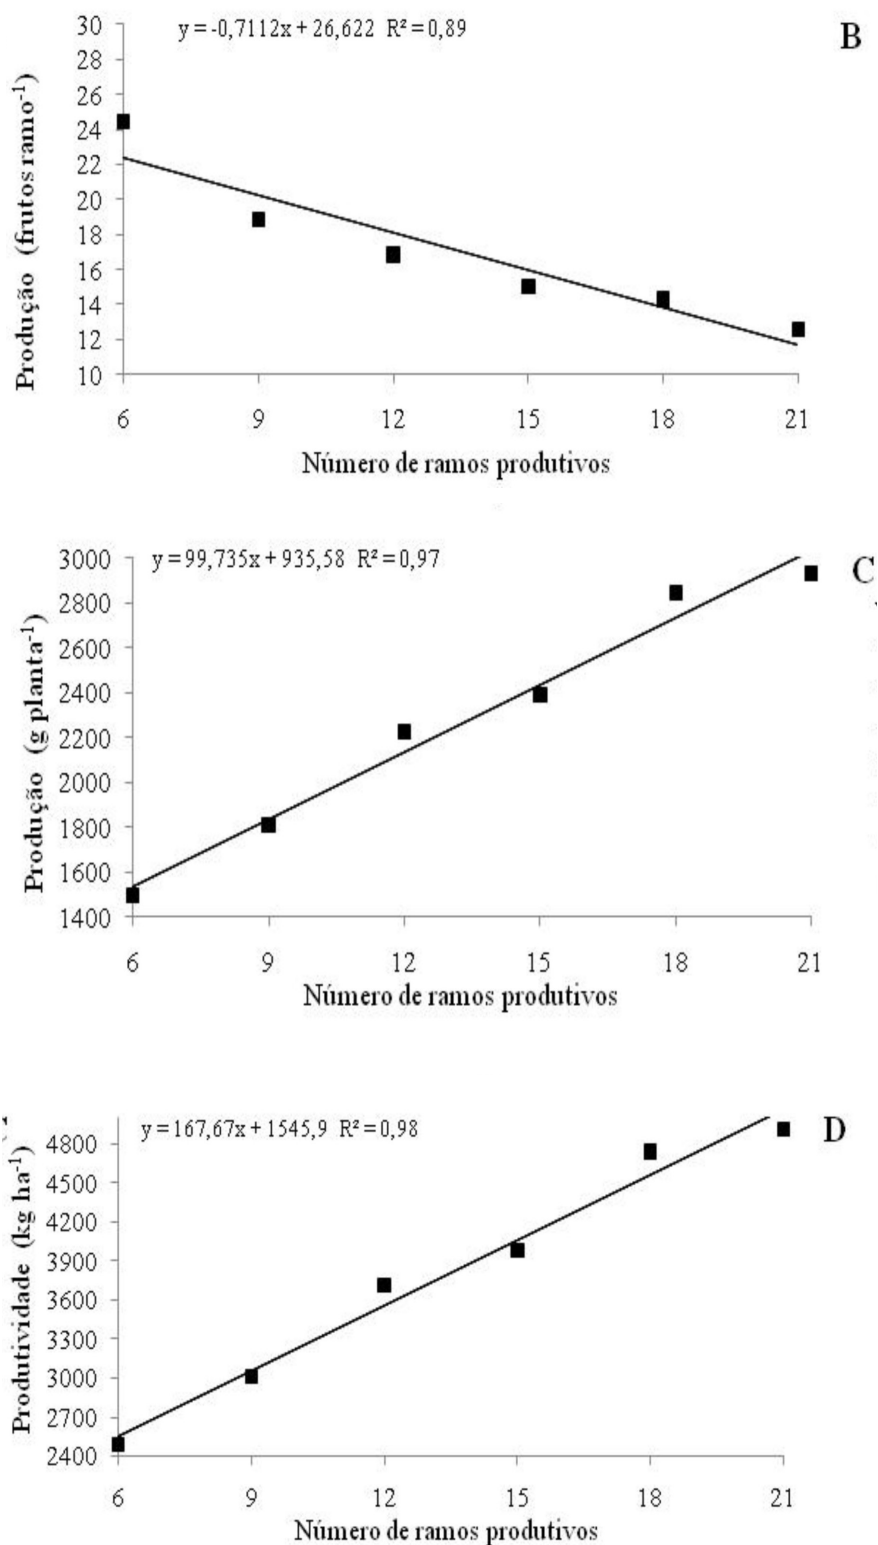 y = -0,7112x + 26,622 R² = 0,89
B
Produção (frutos ramo⁻¹)
30
28
26
24
22
20
18
16
14
12
10
6 9 12 15 18 21
Número de ramos produtivos
y = 99,735x + 935,58 R² = 0,97
C
Produção (g planta⁻¹)
3000
2800
2600
2400
2200
2000
1800
1600
1400
6 9 12 15 18 21
Número de ramos produtivos
y = 167,67x + 1545,9 R² = 0,98
D
Produtividade (kg ha⁻¹)
4800
4500
4200
3900
3600
3300
3000
2700
2400
6 9 12 15 18 21
Número de ramos produtivos